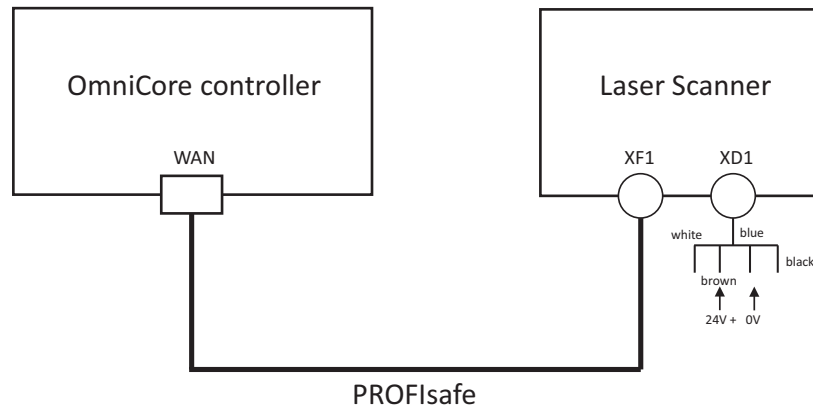 OmniCore controller
Laser Scanner
WAN
XF1
XD1
white
blue
black
brown
24V + 0V
PROFIsafe